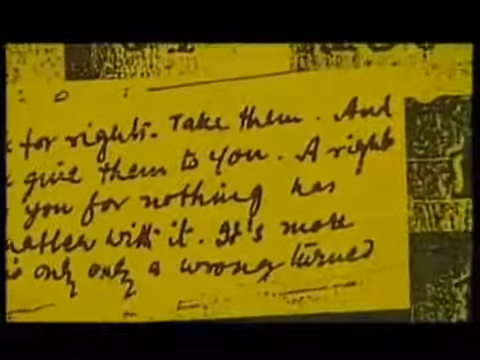 for rights. Take them. And
give them to you. A right
you for nothing has
matter with it. It's more
is only only a wrong turned